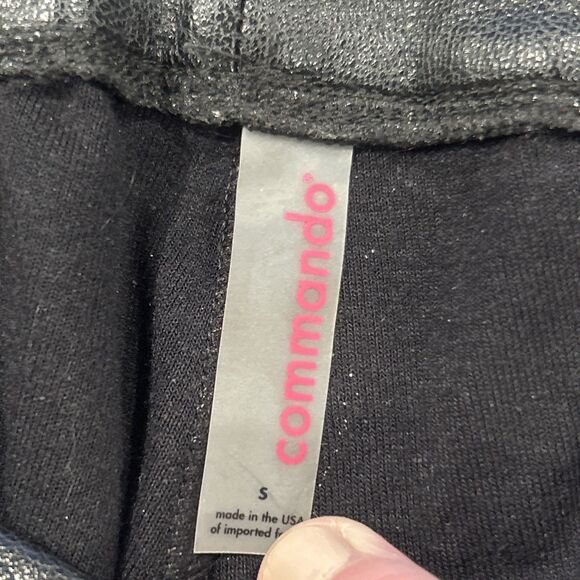 commando®
S
made in the USA
of imported